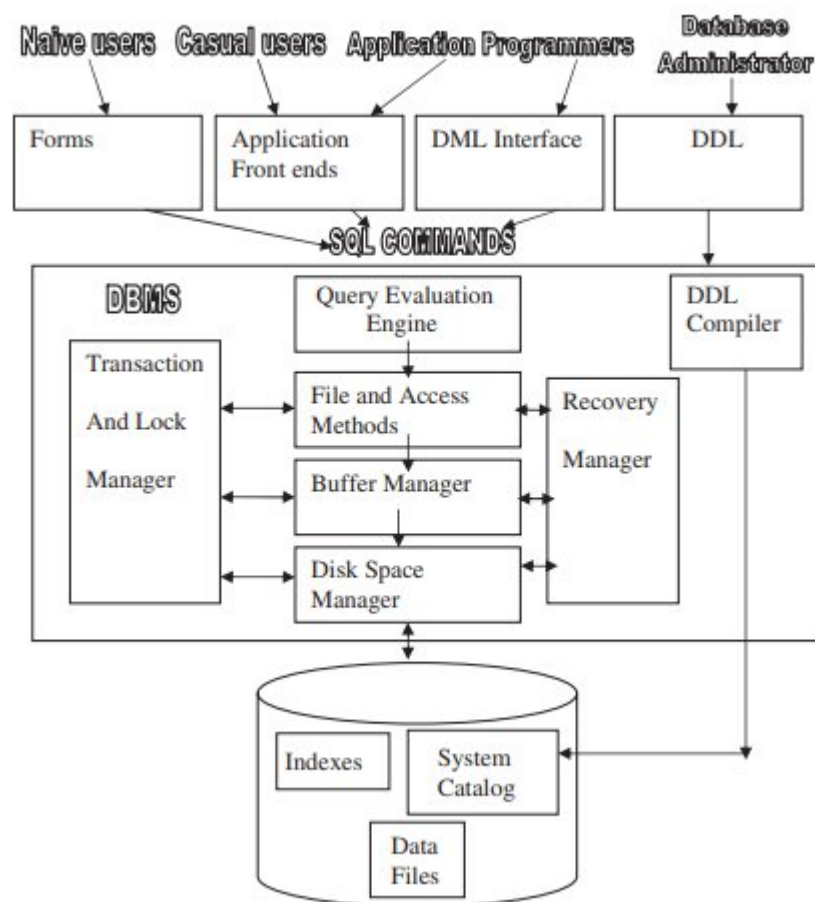 Naive users
Casual users
Application Programmers
Database
Administrator
Forms
Application
Front ends
DML Interface
DDL
SQL COMMANDS
DBMS
Query Evaluation
Engine
DDL
Compiler
Transaction
And Lock
Manager
File and Access
Methods
Recovery
Manager
Buffer Manager
Disk Space
Manager
Indexes
System
Catalog
Data
Files